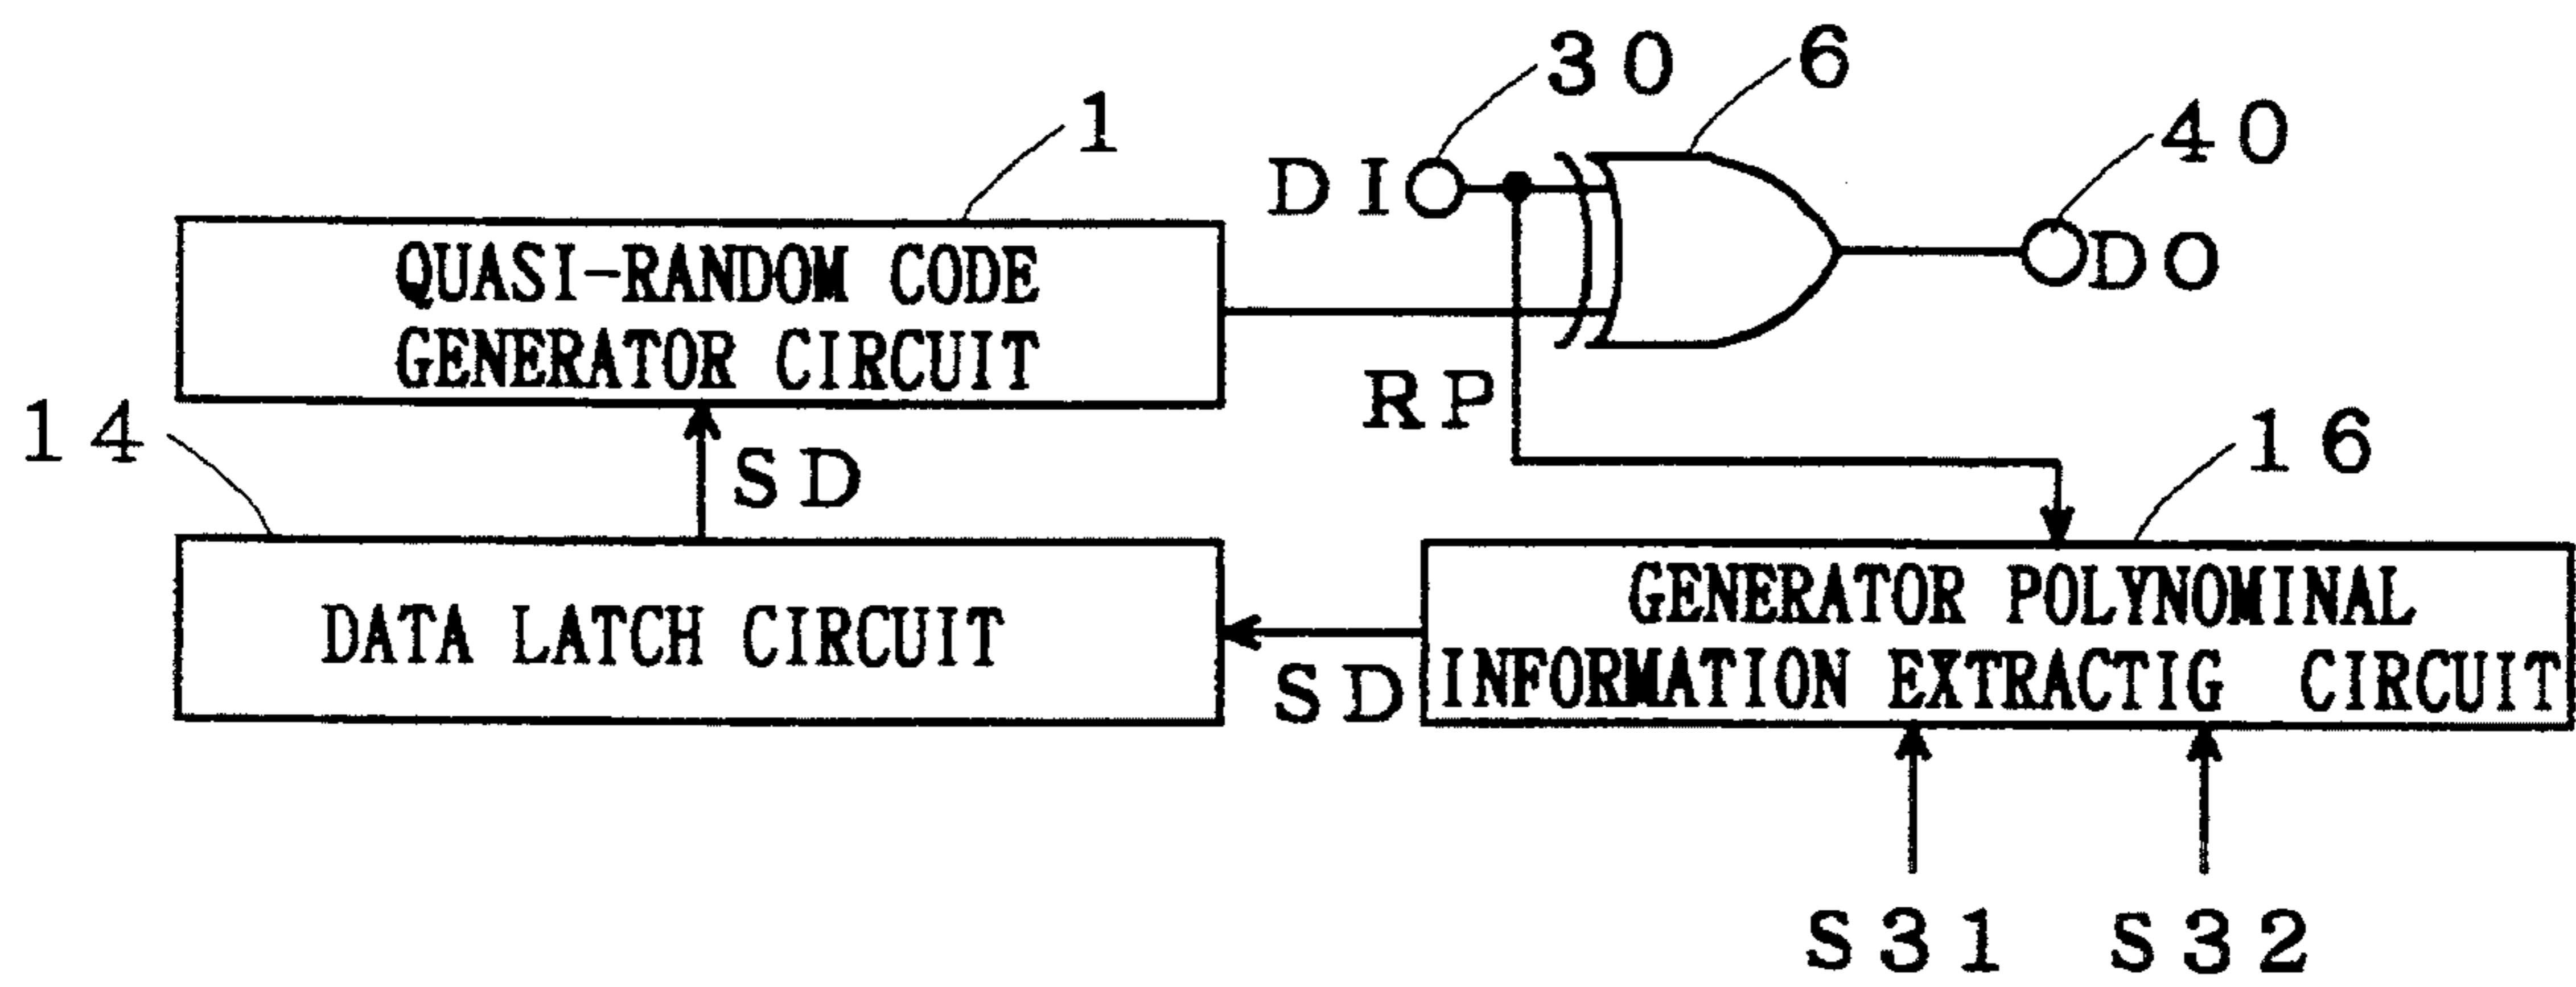 30
6
1
40
DI
DO
QUASI-RANDOM CODE
GENERATOR CIRCUIT
RP
14
SD
16
GENERATOR POLYNOMINAL
INFORMATION EXTRACTIG CIRCUIT
DATA LATCH CIRCUIT
SD
S31 S32